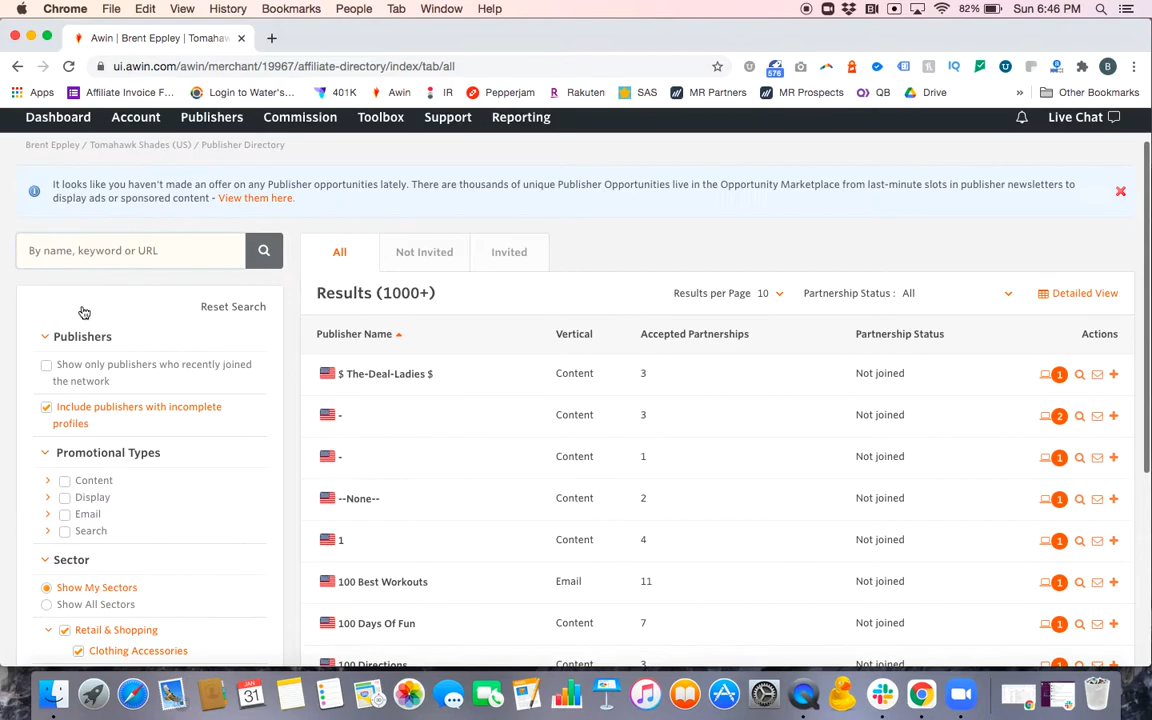 Chrome File Edit View History Bookmarks People Tab Window Help 82% Sun 6:46 PM
Awin | Brent Eppley | Tomahaw
ui.awin.com/awin/merchant/19967/affiliate-directory/index/tab/all 576 B
Apps Affiliate Invoice F... Login to Water's... 401K Awin IR Pepperjam Rakuten SAS MR Partners MR Prospects QB Drive » Other Bookmarks
Dashboard Account Publishers Commission Toolbox Support Reporting Live Chat
Brent Eppley / Tomahawk Shades (US) / Publisher Directory
It looks like you haven't made an offer on any Publisher opportunities lately. There are thousands of unique Publisher Opportunities live in the Opportunity Marketplace from last-minute slots in publisher newsletters to
display ads or sponsored content - View them here.
By name, keyword or URL
All Not Invited Invited
Results (1000+) Results per Page 10 Partnership Status : All Detailed View
Reset Search
Publishers
Show only publishers who recently joined
the network
Include publishers with incomplete
profiles
Promotional Types
Content
Display
Email
Search
Sector
Show My Sectors
Show All Sectors
Retail & Shopping
Clothing Accessories
Publisher Name Vertical Accepted Partnerships Partnership Status Actions
$ The-Deal-Ladies $ Content 3 Not joined 1
- Content 3 Not joined 2
- Content 1 Not joined 1
--None-- Content 2 Not joined 1
1 Content 4 Not joined 1
100 Best Workouts Email 11 Not joined 1
100 Days Of Fun Content 7 Not joined 1
100 Directions Content 3 Not joined 1
JAN
31